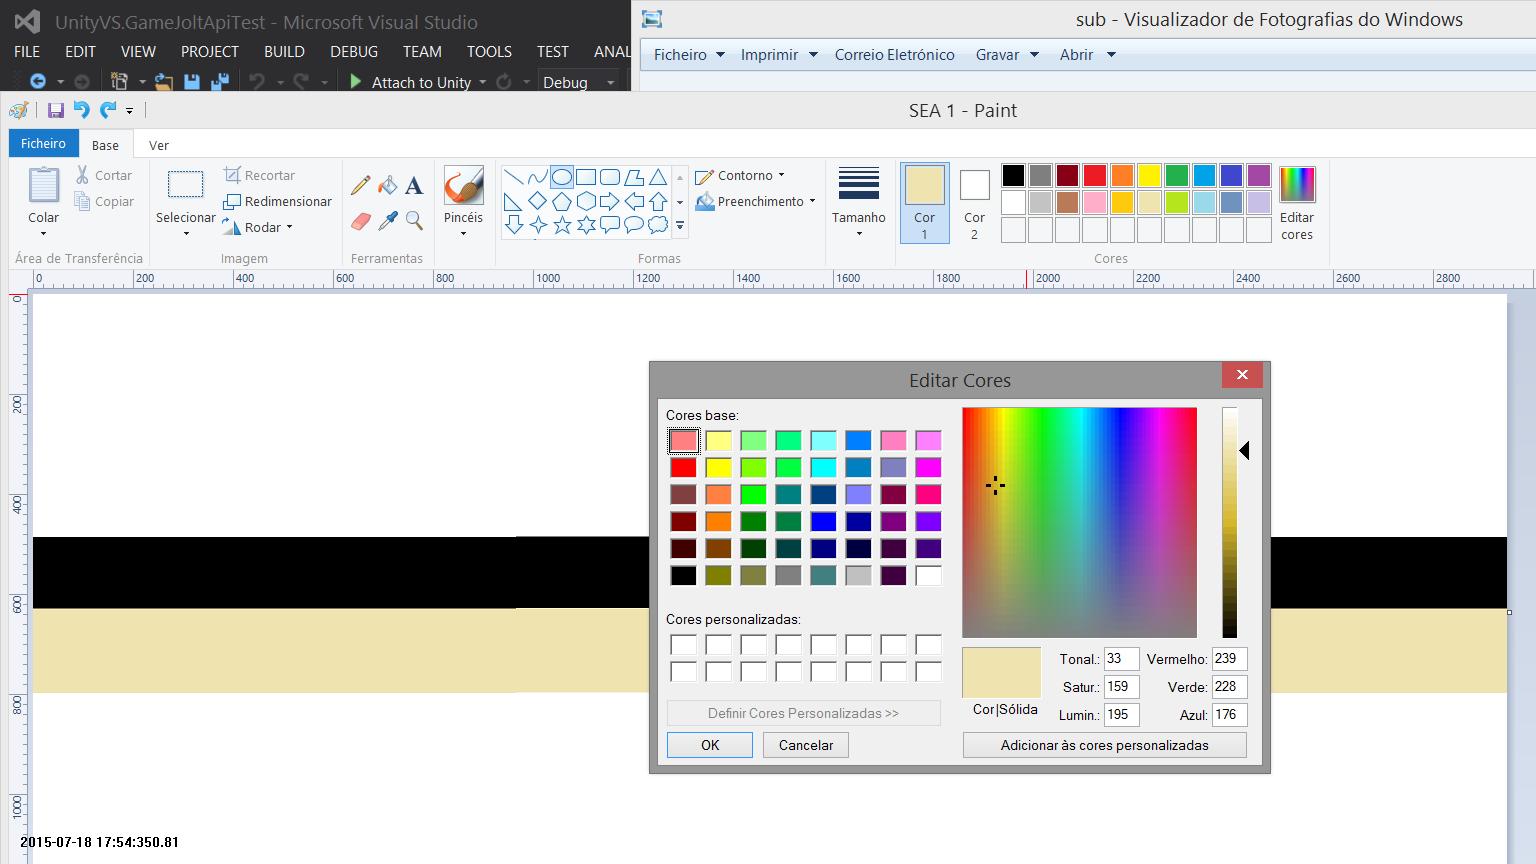 UnityVS.GameJoltApiTest - Microsoft Visual Studio
sub - Visualizador de Fotografias do Windows
FILE EDIT VIEW PROJECT BUILD DEBUG TEAM TOOLS TEST ANAL
Ficheiro Imprimir Correio Eletrónico Gravar Abrir
Attach to Unity Debug
SEA 1 - Paint
Ficheiro Base Ver
Colar
Cortar
Copiar
Área de Transferência
Selecionar
Recortar
Redimensionar
Rodar
Imagem
A
Ferramentas
Pincéis
Contorno
Preenchimento
Formas
Tamanho
Cor
1
Cor
2
Editar
cores
Cores
0 200 400 600 800 1000 1200 1400 1600 1800 2000 2200 2400 2600 2800
0
200
400
600
800
1000
Editar Cores
Cores base:
Cores personalizadas:
Definir Cores Personalizadas >>
OK Cancelar
Cor|Sólida
Tonal.: 33 Vermelho: 239
Satur.: 159 Verde: 228
Lumin.: 195 Azul: 176
Adicionar às cores personalizadas
2015-07-18 17:54:350.81